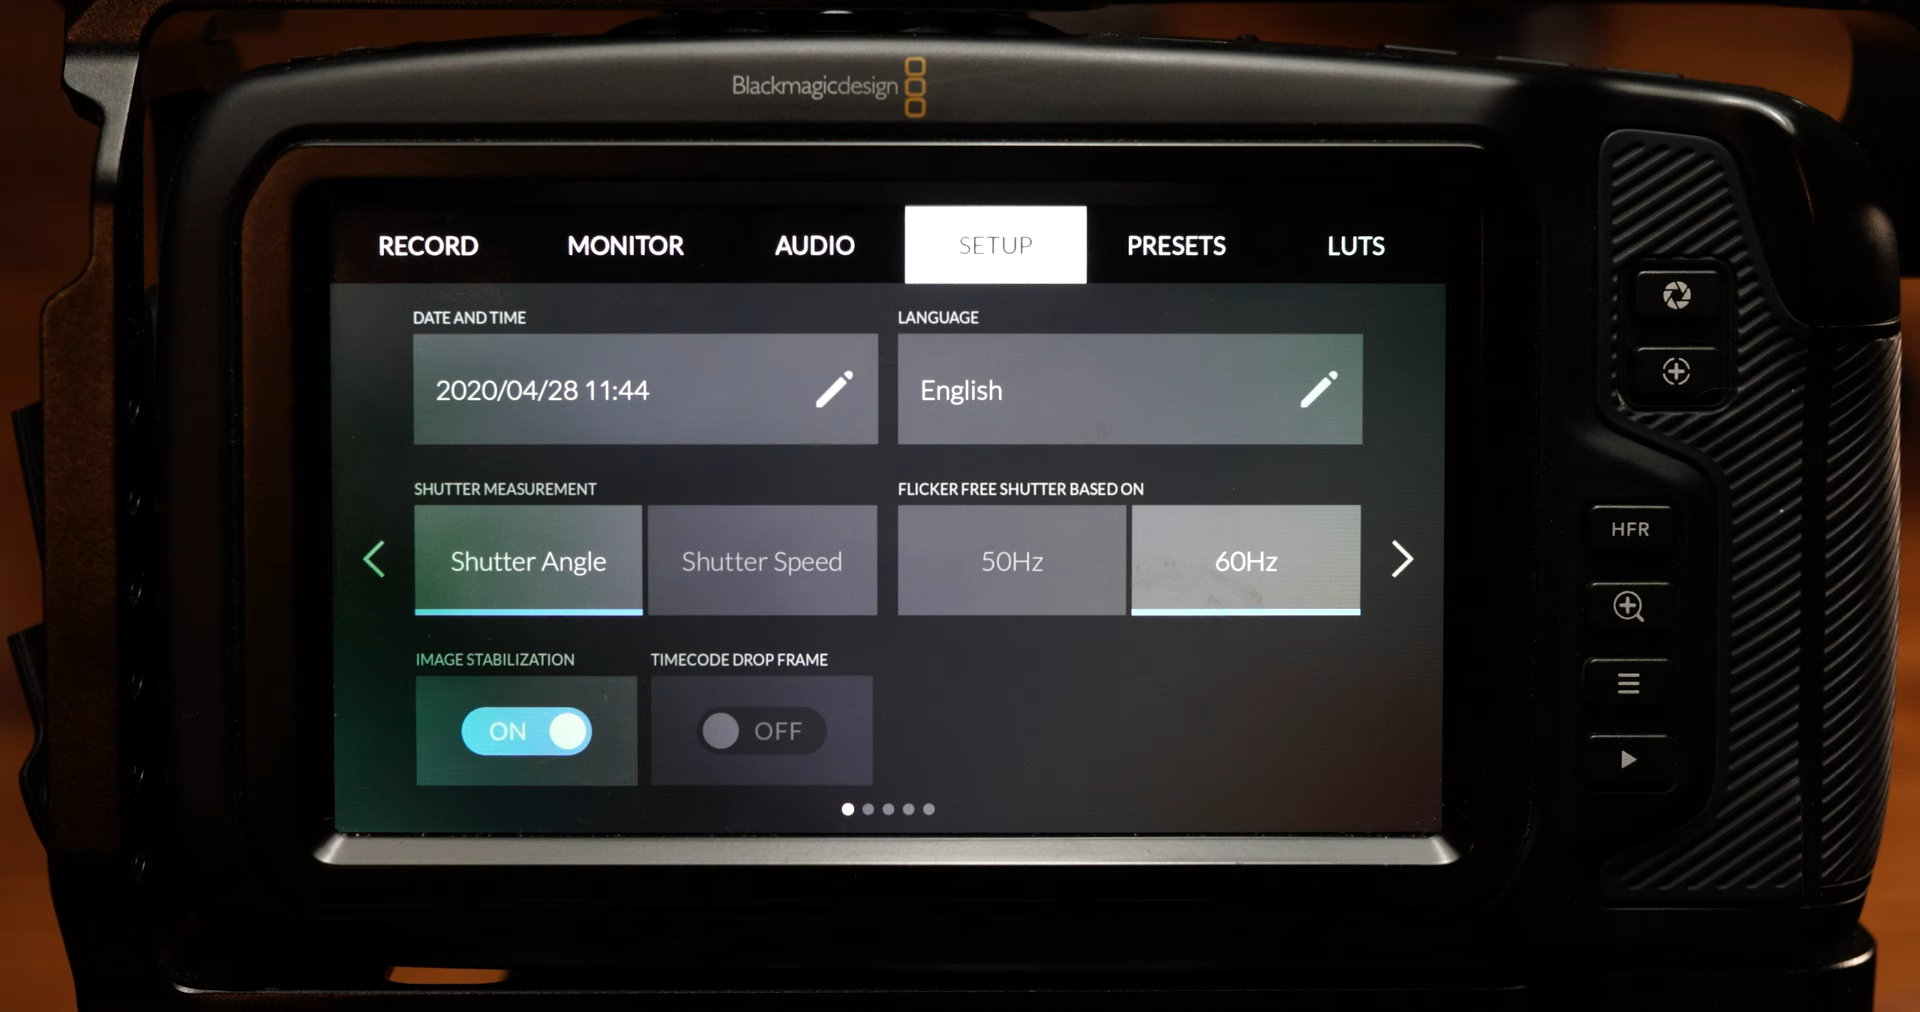 Blackmagicdesign
RECORD MONITOR AUDIO SETUP PRESETS LUTS
DATE AND TIME LANGUAGE
2020/04/28 11:44 English
SHUTTER MEASUREMENT FLICKER FREE SHUTTER BASED ON
Shutter Angle Shutter Speed 50Hz 60Hz
IMAGE STABILIZATION TIMECODE DROP FRAME
ON OFF
HFR